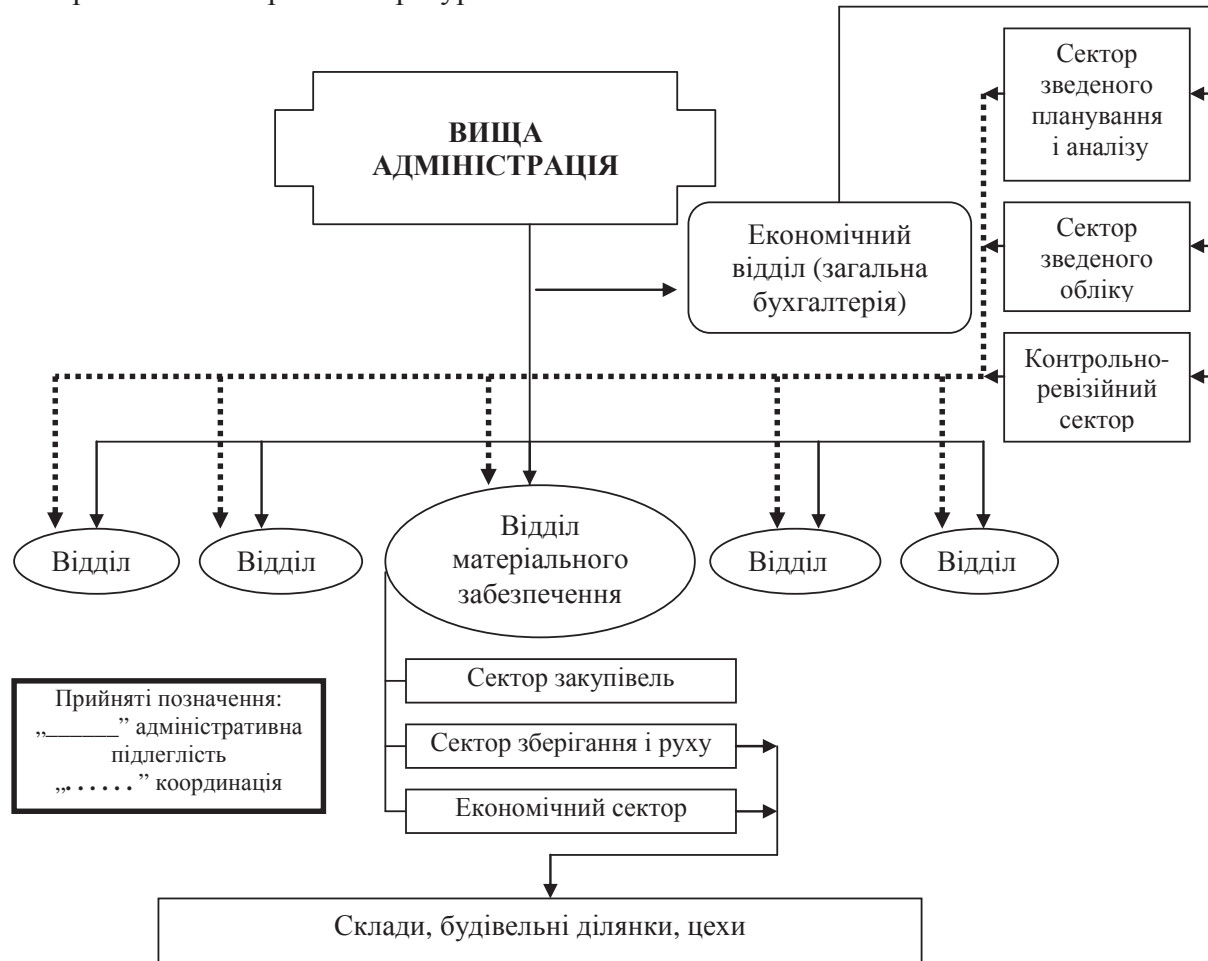 ВИЩА
АДМІНІСТРАЦІЯ
Економічний
відділ (загальна
бухгалтерія)
Сектор
зведеного
планування
і аналізу
Сектор
зведеного
обліку
Контрольно-
ревізійний
сектор
Відділ
Відділ
Відділ
матеріального
забезпечення
Відділ
Відділ
Сектор закупівель
Сектор зберігання і руху
Економічний сектор
Прийняті позначення:
„______” адміністративна
підлеглість
„......” координація
Склади, будівельні ділянки, цехи